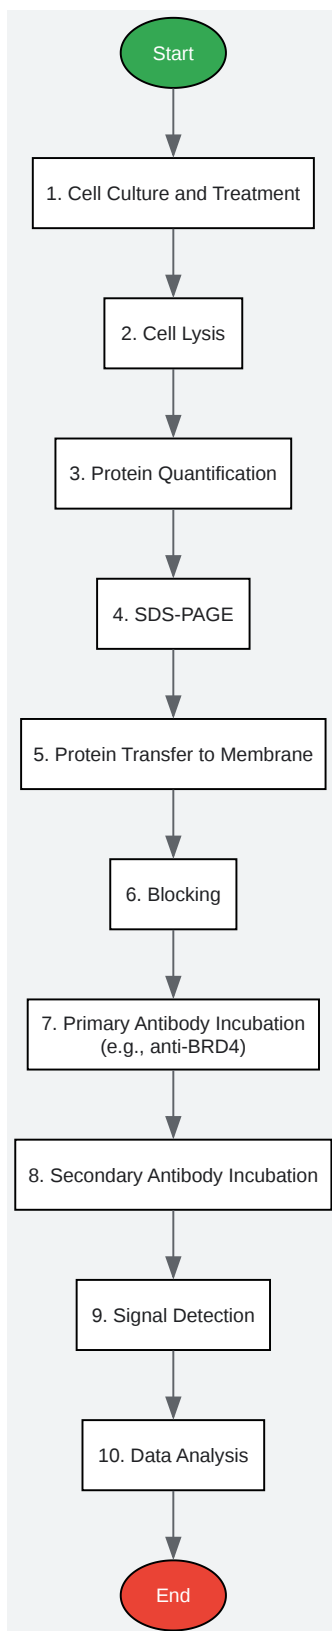 Start
1. Cell Culture and Treatment
2. Cell Lysis
3. Protein Quantification
4. SDS-PAGE
5. Protein Transfer to Membrane
6. Blocking
7. Primary Antibody Incubation
(e.g., anti-BRD4)
8. Secondary Antibody Incubation
9. Signal Detection
10. Data Analysis
End